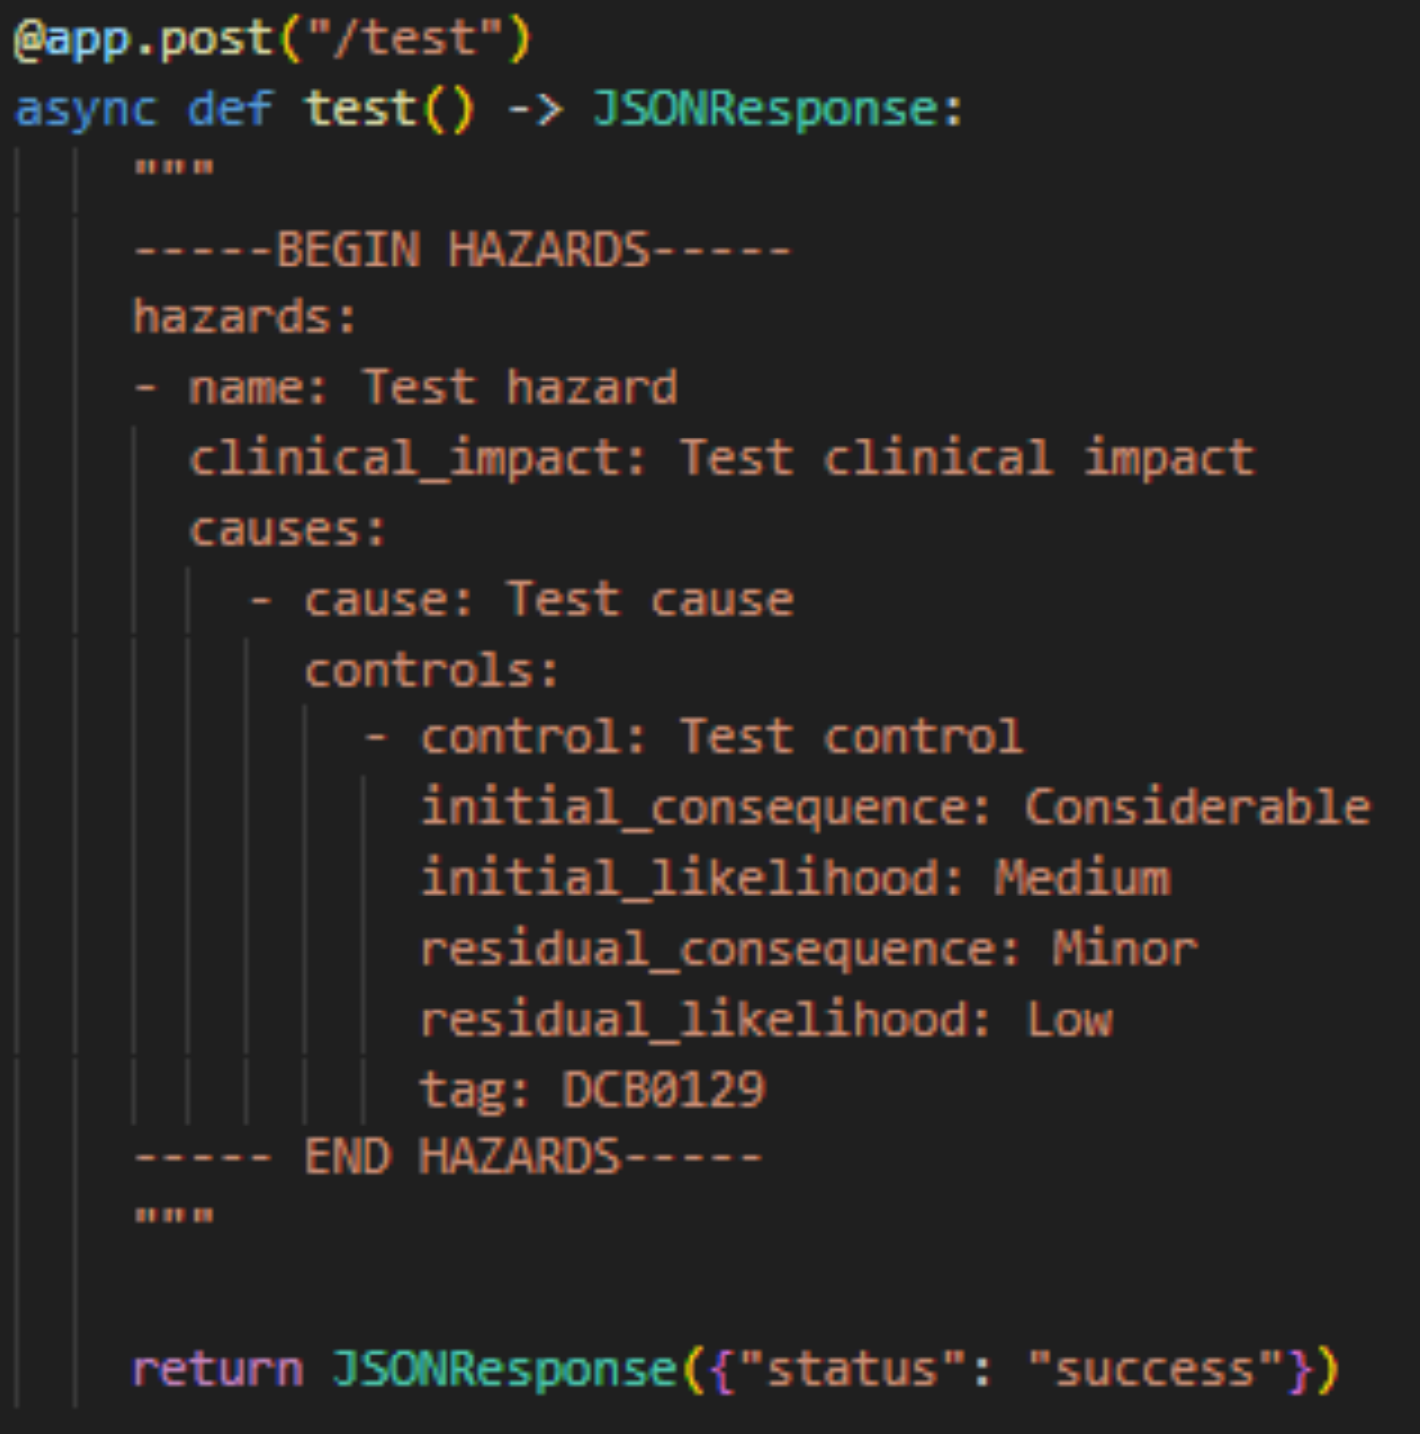 @app.post("/test")
async def test() -> JSONResponse:
    """
    -----BEGIN HAZARDS-----
    hazards:
    - name: Test hazard
      clinical_impact: Test clinical impact
      causes:
        - cause: Test cause
          controls:
            - control: Test control
              initial_consequence: Considerable
              initial_likelihood: Medium
              residual_consequence: Minor
              residual_likelihood: Low
              tag: DCB0129
    ----- END HAZARDS-----
    """
    return JSONResponse({"status": "success"})